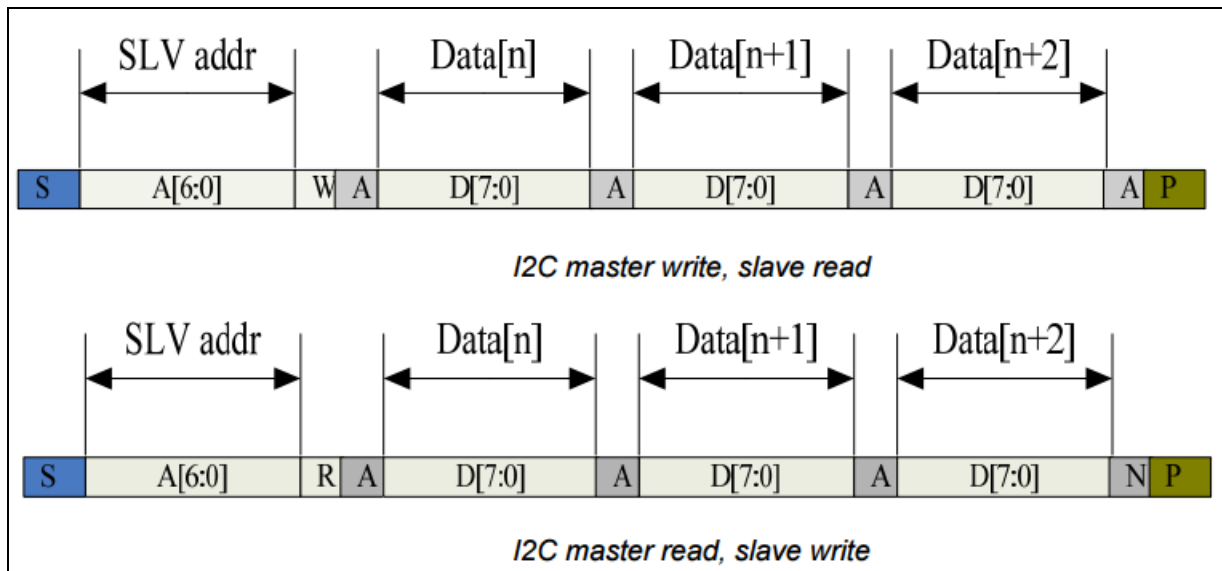 SLV addr Data[n] Data[n+1] Data[n+2]
S A[6:0] W A D[7:0] A D[7:0] A D[7:0] A P
I2C master write, slave read
SLV addr Data[n] Data[n+1] Data[n+2]
S A[6:0] R A D[7:0] A D[7:0] A D[7:0] N P
I2C master read, slave write